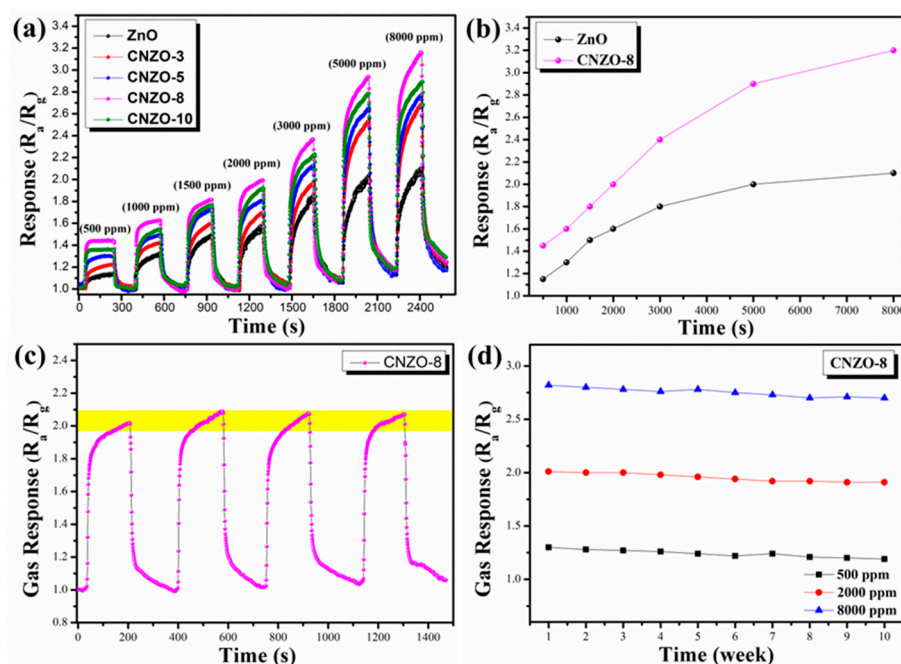 (a)
ZnO
CNZO-3
CNZO-5
CNZO-8
CNZO-10
(500 ppm)
(1000 ppm)
(1500 ppm)
(2000 ppm)
(3000 ppm)
(5000 ppm)
(8000 ppm)
Response (Ra/Rg)
3.4
3.2
3.0
2.8
2.6
2.4
2.2
2.0
1.8
1.6
1.4
1.2
1.0
0 300 600 900 1200 1500 1800 2100 2400
Time (s)
(b)
ZnO
CNZO-8
Response (Ra/Rg)
3.4
3.2
3.0
2.8
2.6
2.4
2.2
2.0
1.8
1.6
1.4
1.2
1.0
1000 2000 3000 4000 5000 6000 7000 8000
Time (s)
(c)
CNZO-8
Gas Response (Ra/Rg)
2.4
2.2
2.0
1.8
1.6
1.4
1.2
1.0
0.8
0 200 400 600 800 1000 1200 1400
Time (s)
(d)
CNZO-8
Gas Response (Ra/Rg)
3.0
2.5
2.0
1.5
1.0
500 ppm
2000 ppm
8000 ppm
1 2 3 4 5 6 7 8 9 10
Time (week)